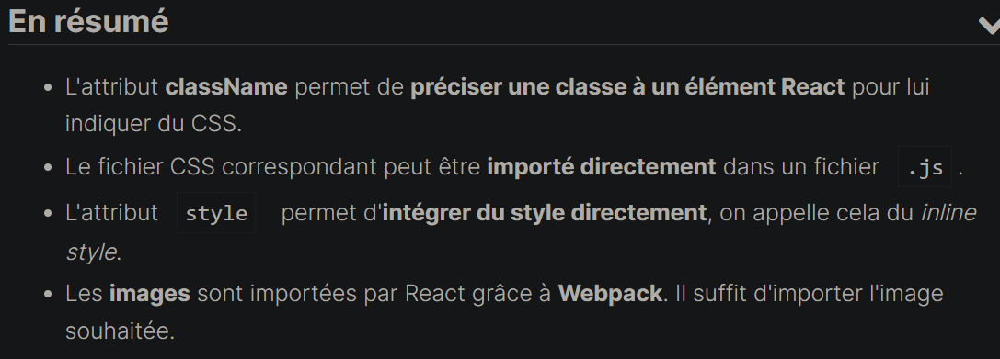 En résumé
• L'attribut className permet de préciser une classe à un élément React pour lui
indiquer du CSS.
• Le fichier CSS correspondant peut être importé directement dans un fichier .js .
• L'attribut style permet d'intégrer du style directement, on appelle cela du inline
style.
• Les images sont importées par React grâce à Webpack. Il suffit d'importer l'image
souhaitée.